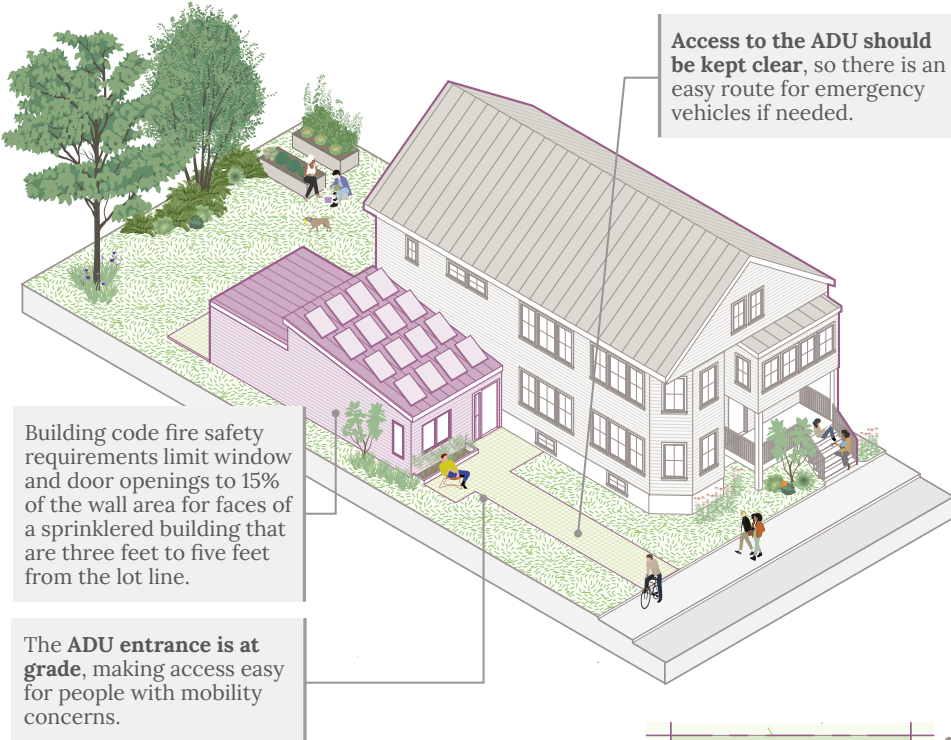 Access to the ADU should
be kept clear, so there is an
easy route for emergency
vehicles if needed.
Building code fire safety
requirements limit window
and door openings to 15%
of the wall area for faces of
a sprinklered building that
are three feet to five feet
from the lot line.
The ADU entrance is at
grade, making access easy
for people with mobility
concerns.